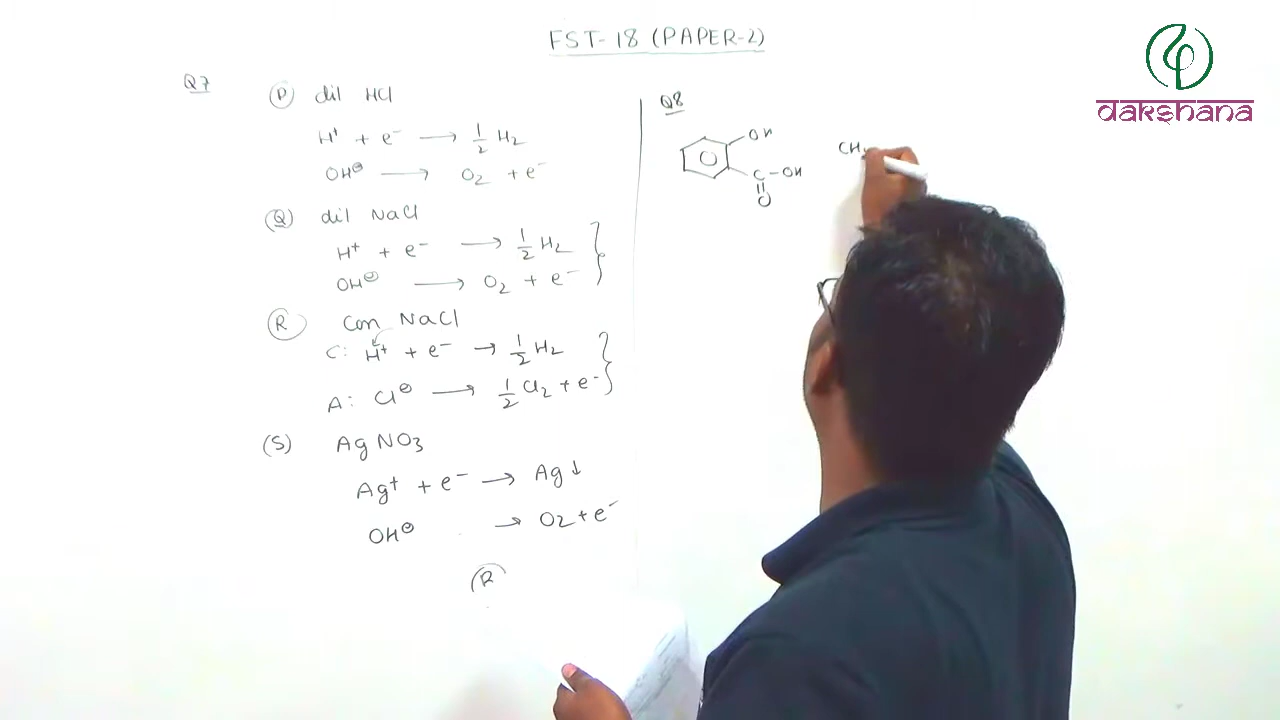 FST-18 (PAPER-2)
dakshana
Q7
(P) dil HCl
H⁺ + e⁻ ⟶ 1/2 H₂
OH⊖ ⟶ O₂ + e⁻
(Q) dil NaCl
H⁺ + e⁻ ⟶ 1/2 H₂
OH⊖ ⟶ O₂ + e⁻
(R) Con NaCl
C: H⁺ + e⁻ → 1/2 H₂
A: Cl⊖ ⟶ 1/2 Cl₂ + e⁻
(S) AgNO₃
Ag⁺ + e⁻ ⟶ Ag↓
OH⊖ → O₂ + e⁻
(R)
Q8
OH
C-OH
O
CH